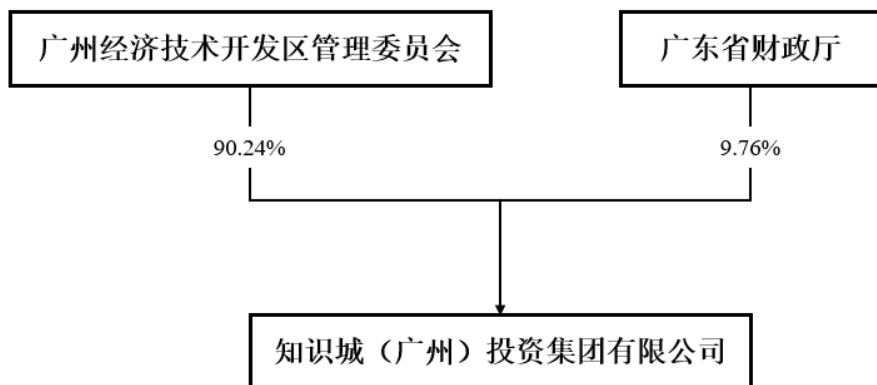 广州经济技术开发区管理委员会
广东省财政厅
90.24%
9.76%
知识城（广州）投资集团有限公司